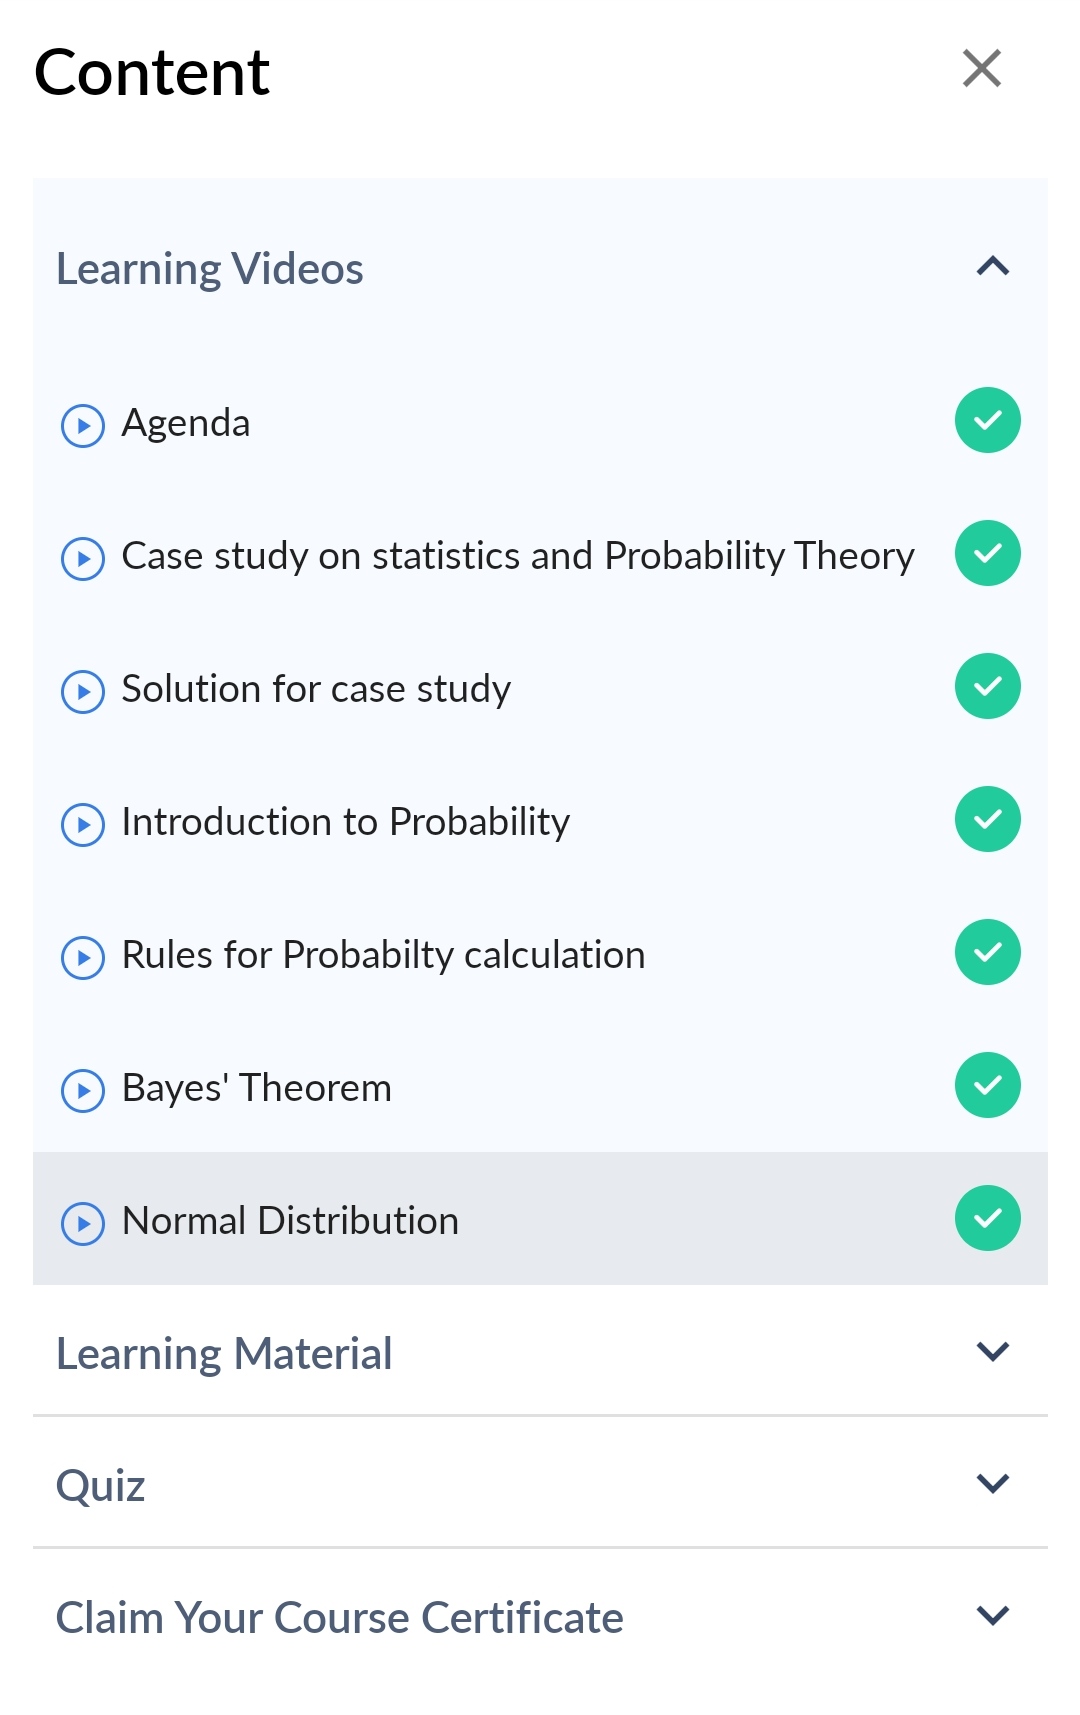 Content
Learning Videos
Agenda
Case study on statistics and Probability Theory
Solution for case study
Introduction to Probability
Rules for Probabilty calculation
Bayes' Theorem
Normal Distribution
Learning Material
Quiz
Claim Your Course Certificate